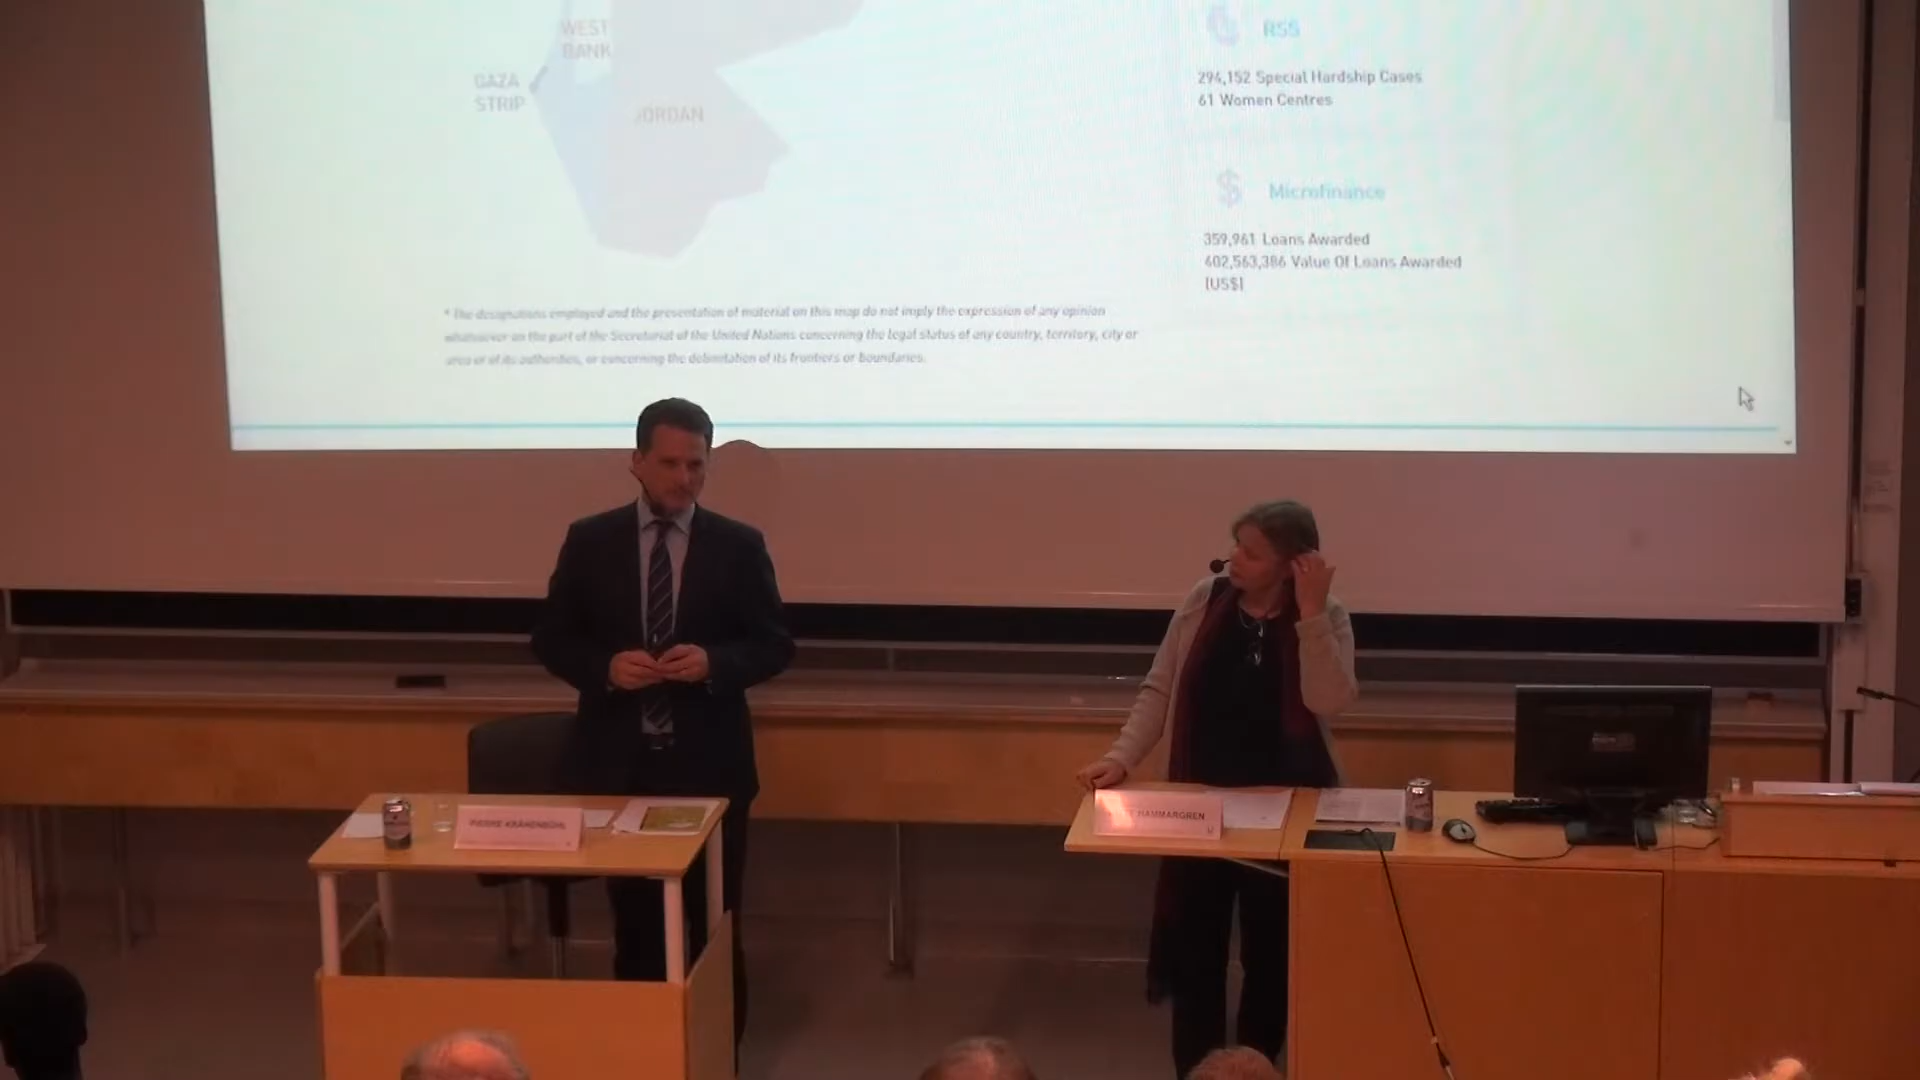 WEST
BANK
GAZA
STRIP
JORDAN
RSS
294,152 Special Hardship Cases
61 Women Centres
Microfinance
359,961 Loans Awarded
402,563,386 Value Of Loans Awarded
(US$)
* The designations employed and the presentation of material on this map do not imply the expression of any opinion
whatsoever on the part of the Secretariat of the United Nations concerning the legal status of any country, territory, city or
area or of its authorities, or concerning the delimitation of its frontiers or boundaries.
PIERRE KRÄHENBÜHL
HAMMARGREN